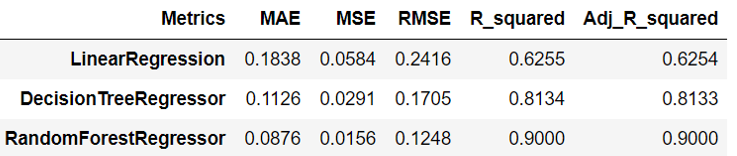 Metrics MAE MSE RMSE R_squared Adj_R_squared
LinearRegression 0.1838 0.0584 0.2416 0.6255 0.6254
DecisionTreeRegressor 0.1126 0.0291 0.1705 0.8134 0.8133
RandomForestRegressor 0.0876 0.0156 0.1248 0.9000 0.9000